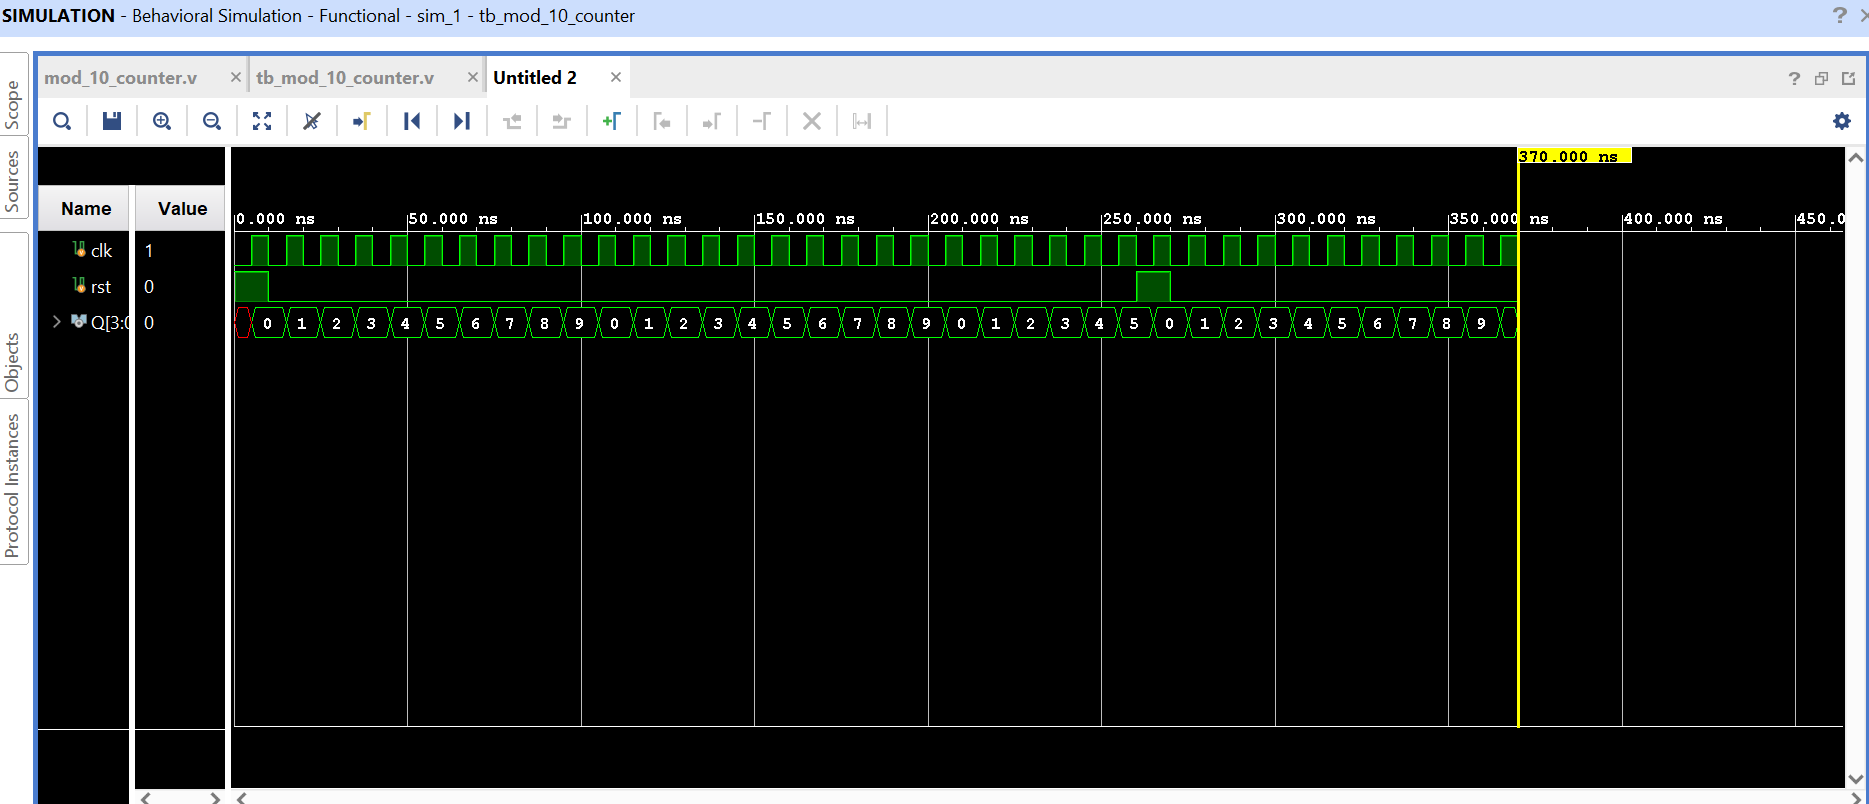 SIMULATION - Behavioral Simulation - Functional - sim_1 - tb_mod_10_counter
?
Scope
Sources
Objects
Protocol Instances
mod_10_counter.v
tb_mod_10_counter.v
Untitled 2
?
370.000 ns
Name Value
0.000 ns 50.000 ns 100.000 ns 150.000 ns 200.000 ns 250.000 ns 300.000 ns 350.000 ns 400.000 ns 450.0
clk 1
rst 0
Q[3:0 0 0 1 2 3 4 5 6 7 8 9 0 1 2 3 4 5 6 7 8 9 0 1 2 3 4 5 0 1 2 3 4 5 6 7 8 9